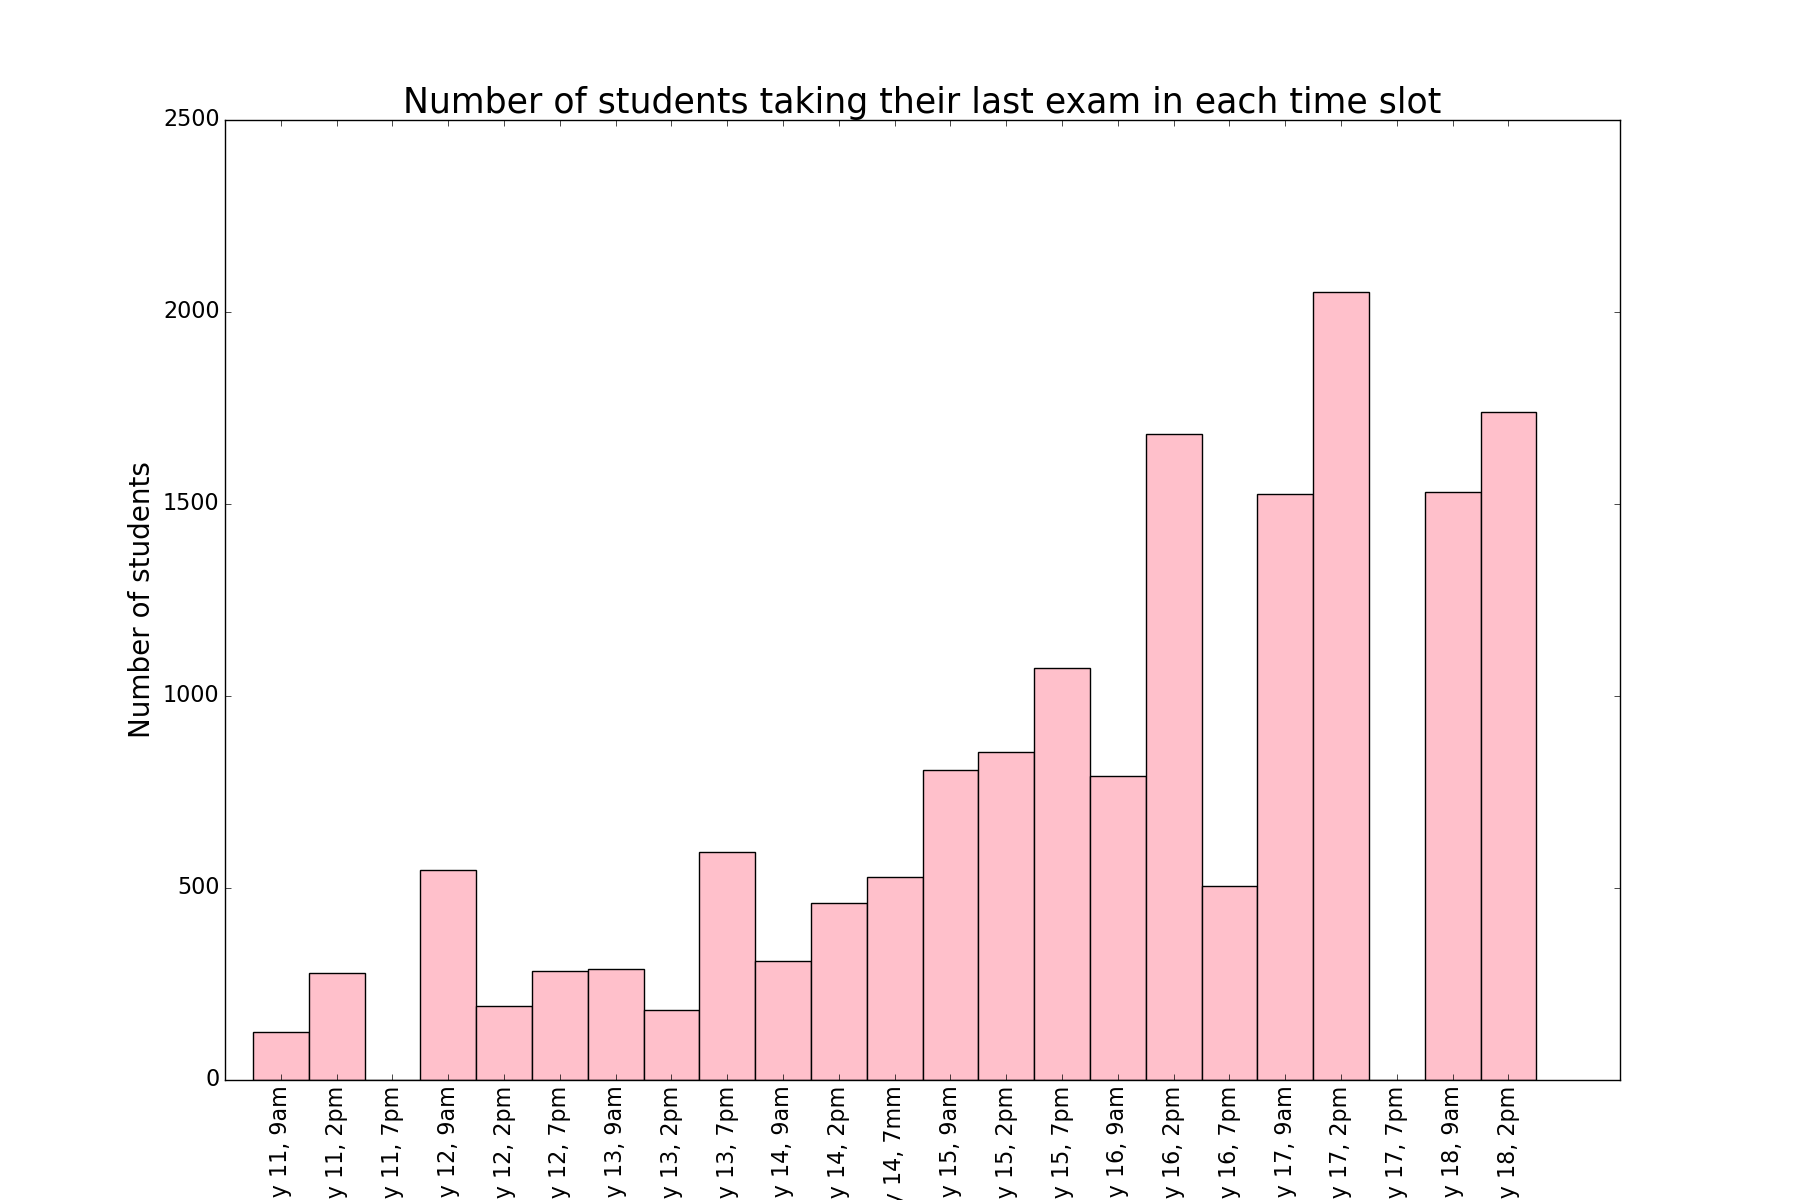 Number of students taking their last exam in each time slot
Number of students
2500
2000
1500
1000
500
0
y 11, 9am
y 11, 2pm
y 11, 7pm
y 12, 9am
y 12, 2pm
y 12, 7pm
y 13, 9am
y 13, 2pm
y 13, 7pm
y 14, 9am
y 14, 2pm
y 14, 7mm
y 15, 9am
y 15, 2pm
y 15, 7pm
y 16, 9am
y 16, 2pm
y 16, 7pm
y 17, 9am
y 17, 2pm
y 17, 7pm
y 18, 9am
y 18, 2pm